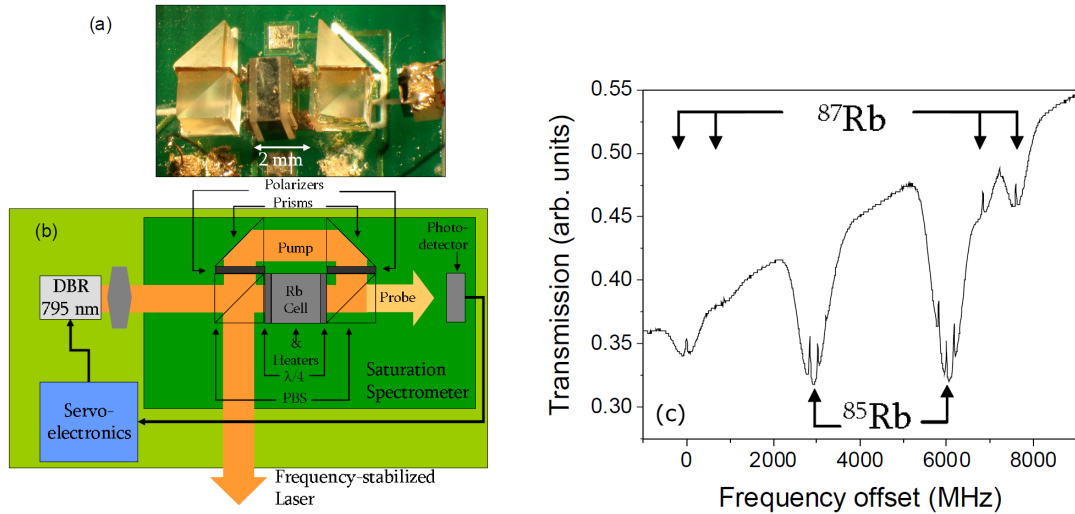 (a)
2 mm
Polarizers
Prisms
(b)
Pump
Photo-
detector
DBR
795 nm
Rb
Cell
Probe
&
Heaters
λ/4
PBS
Saturation
Spectrometer
Servo-
electronics
Frequency-stabilized
Laser
0.55
0.50
0.45
0.40
0.35
0.30
Transmission (arb. units)
⁸⁷Rb
⁸⁵Rb
(c)
0
2000
4000
6000
8000
Frequency offset (MHz)